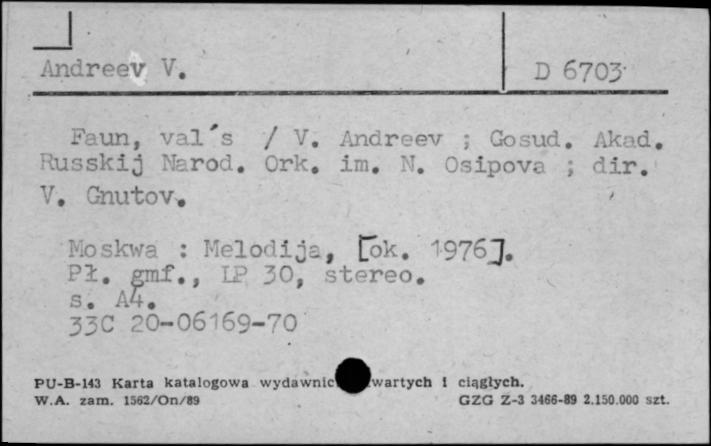 Andreev V.
D 6703
Faun, val´s / V. Andreev ; Gosud. Akad.
Russkij Narod. Ork. im. N. Osipova ; dir.
V. Gnutov.
Moskwa : Melodija, [ok. 1976].
Pł. gmf., LP 30, stereo.
s. A4.
33C 20-06169-70
PU-B-143 Karta katalogowa wydawnic wartych i ciągłych.
W.A. zam. 1562/On/89
GZG Z-3 3466-89 2.150.000 szt.